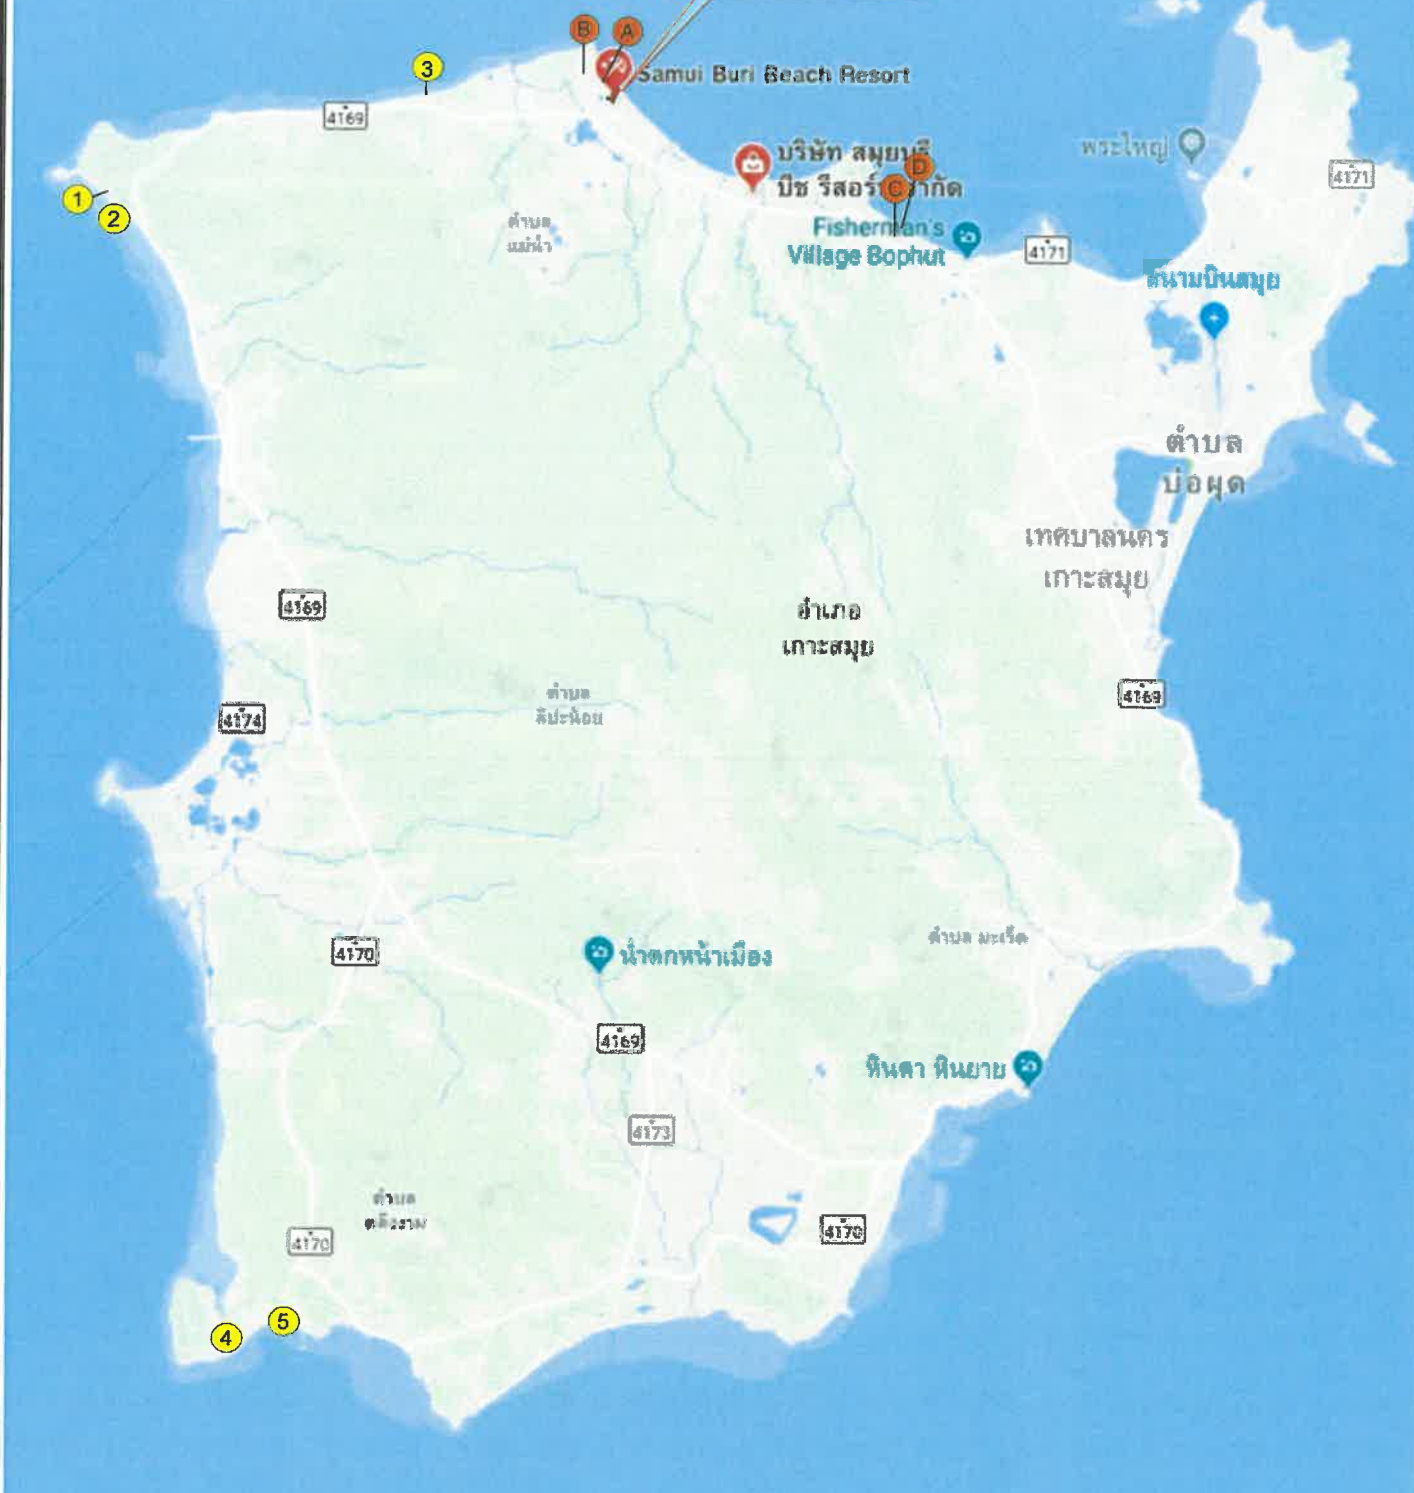 B
A
3
Samui Buri Beach Resort
4169
บริษัท สมุยบุรี
บีช รีสอร์ท จำกัด
D
C
พระใหญ่
4171
1
2
ตำบล
แม่น้ำ
Fisherman's
Village Bophut
4171
สนามบินสมุย
ตำบล
บ่อผุด
เทศบาลนคร
เกาะสมุย
4169
อำเภอ
เกาะสมุย
4169
ตำบล
ลิปะน้อย
4174
ตำบล มะเร็ต
4170
น้ำตกหน้าเมือง
4169
หินตา หินยาย
4173
ตำบล
ตลิ่งงาม
4170
4170
5
4